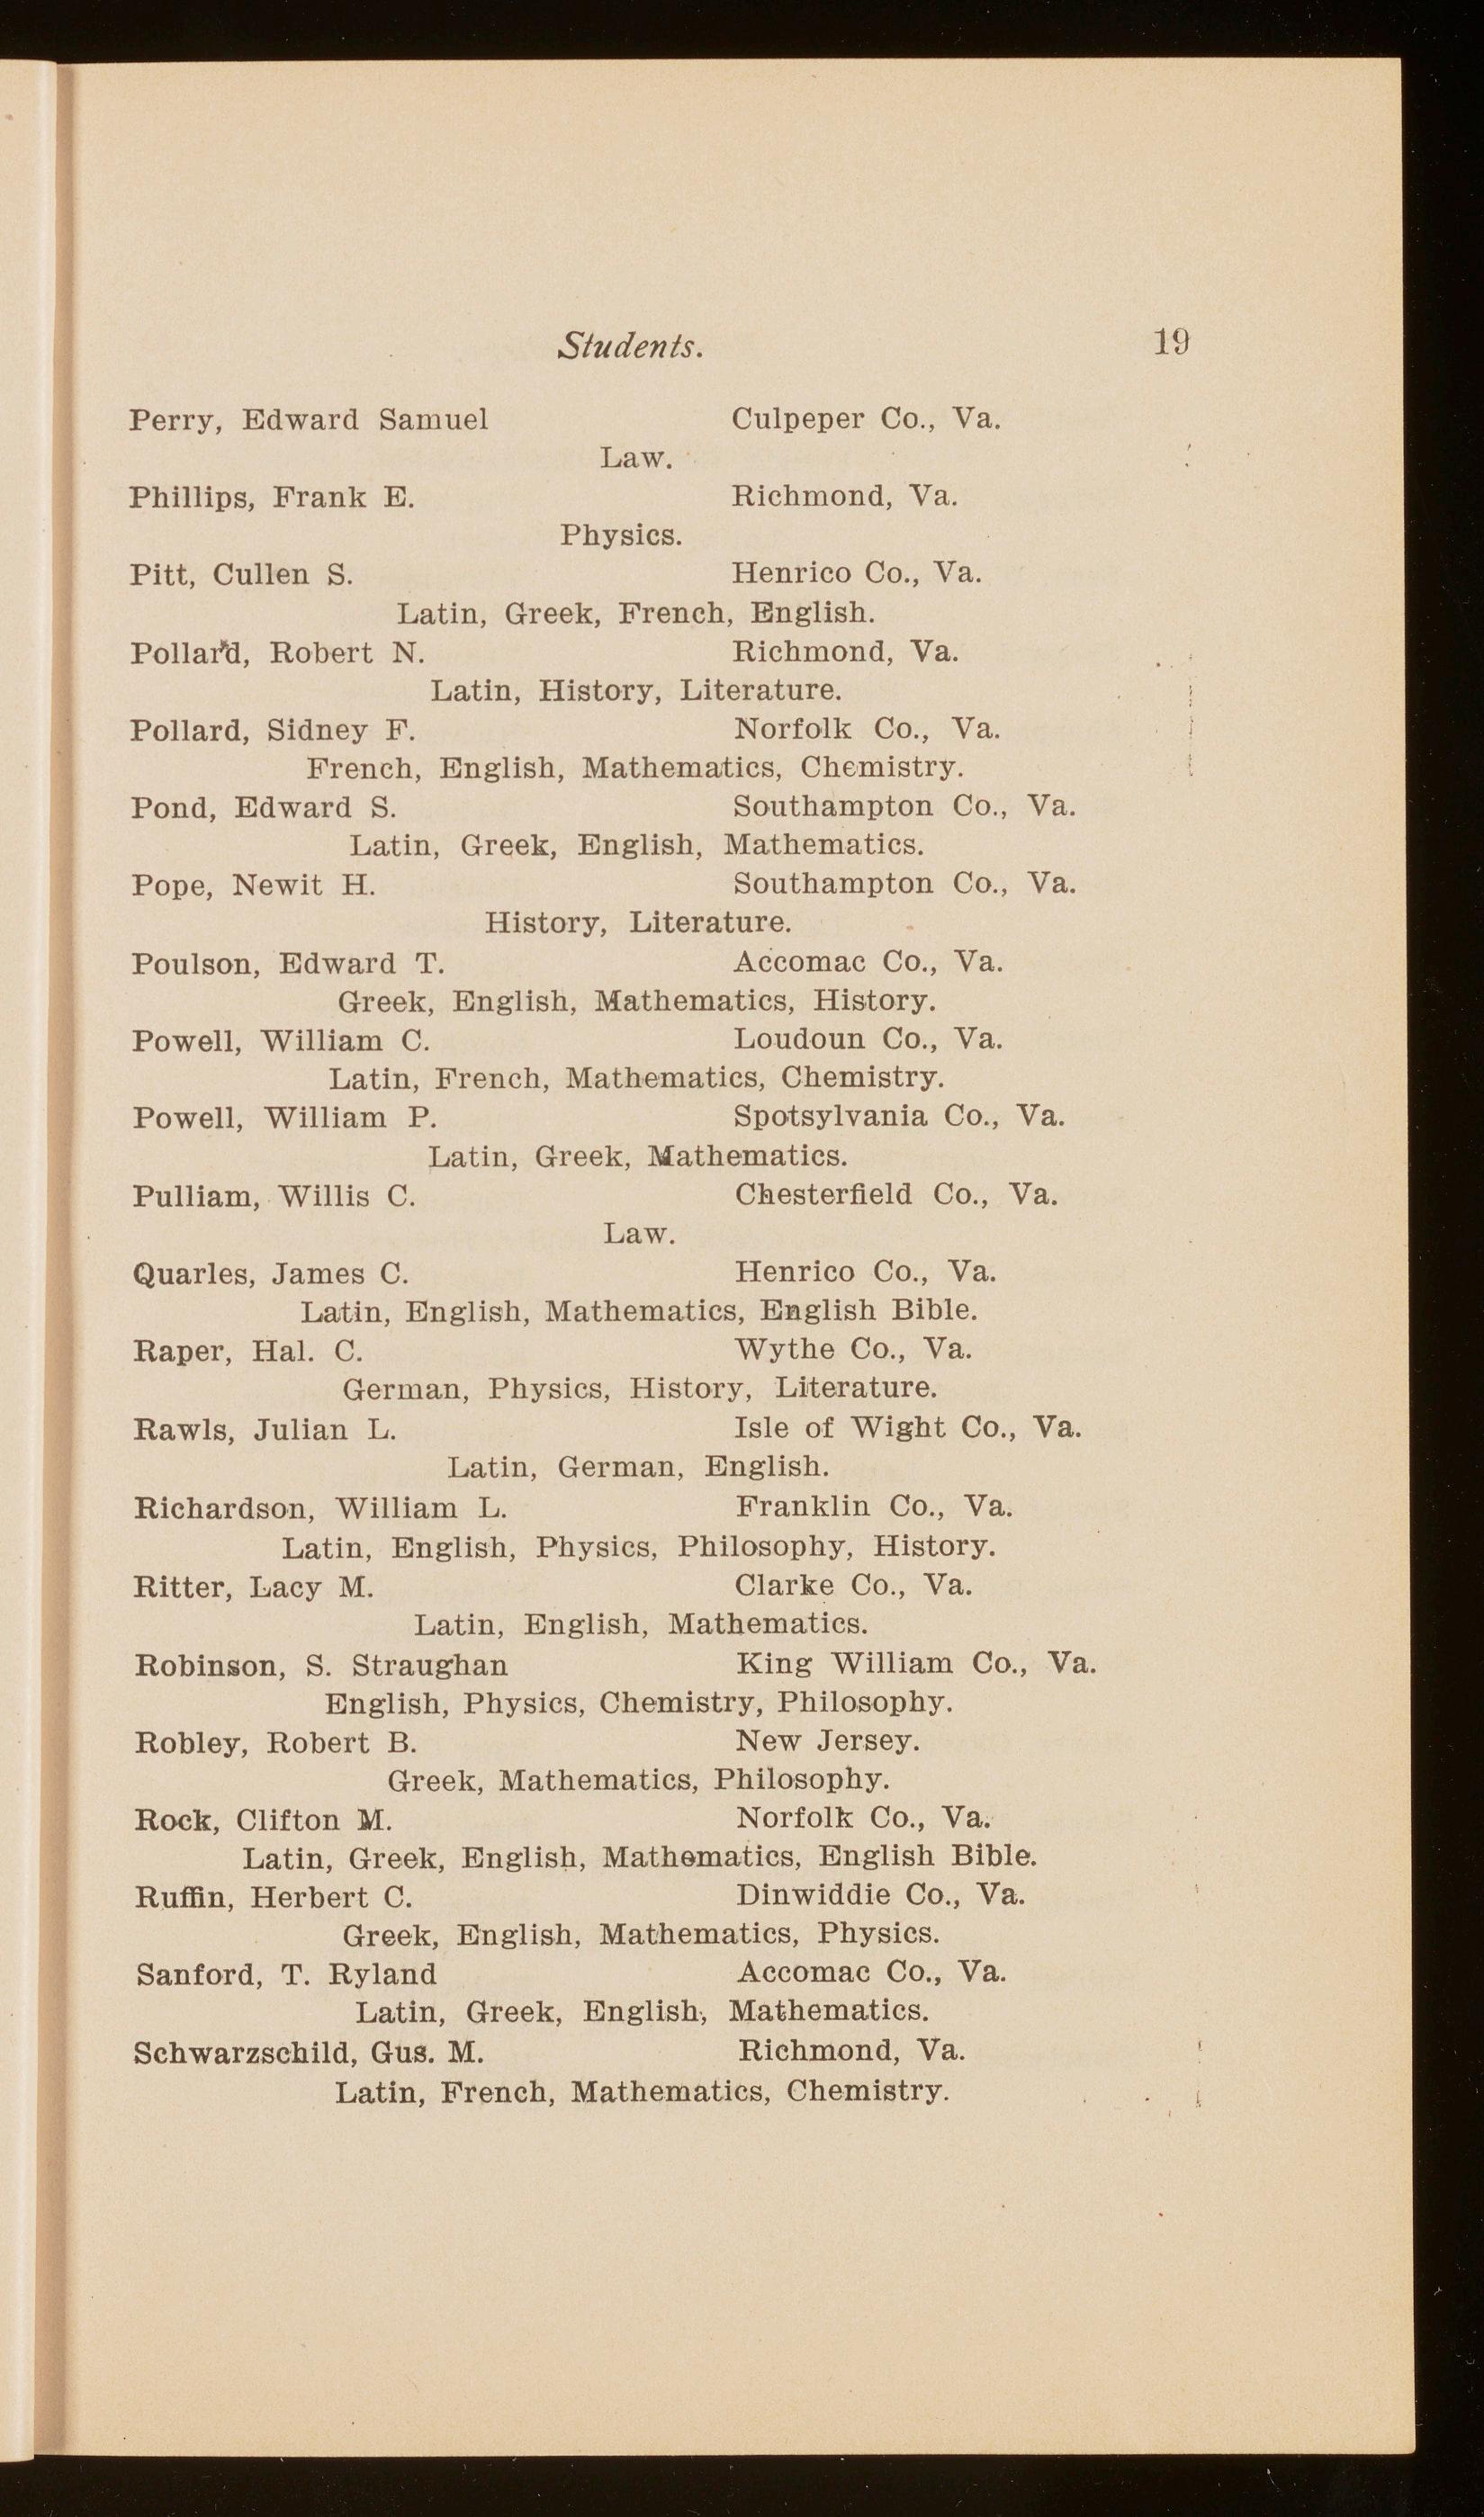 Students. 19
Perry, Edward Samuel Culpeper Co., Va.
Law.
Phillips, Frank E. Richmond, Va.
Physics.
Pitt, Cullen S. Henrico Co., Va.
Latin, Greek, French, English.
Pollard, Robert N. Richmond, Va.
Latin, History, Literature.
Pollard, Sidney F. Norfolk Co., Va.
French, English, Mathematics, Chemistry.
Pond, Edward S. Southampton Co., Va.
Latin, Greek, English, Mathematics.
Pope, Newit H. Southampton Co., Va.
History, Literature.
Poulson, Edward T. Accomac Co., Va.
Greek, English, Mathematics, History.
Powell, William C. Loudoun Co., Va.
Latin, French, Mathematics, Chemistry.
Powell, William P. Spotsylvania Co., Va.
Latin, Greek, Mathematics.
Pulliam, Willis C. Chesterfield Co., Va.
Law.
Quarles, James C. Henrico Co., Va.
Latin, English, Mathematics, English Bible.
Raper, Hal. C. Wythe Co., Va.
German, Physics, History, Literature.
Rawls, Julian L. Isle of Wight Co., Va.
Latin, German, English.
Richardson, William L. Franklin Co., Va.
Latin, English, Physics, Philosophy, History.
Ritter, Lacy M. Clarke Co., Va.
Latin, English, Mathematics.
Robinson, S. Straughan King William Co., Va.
English, Physics, Chemistry, Philosophy.
Robley, Robert B. New Jersey.
Greek, Mathematics, Philosophy.
Rock, Clifton M. Norfolk Co., Va.
Latin, Greek, English, Mathematics, English Bible.
Ruffin, Herbert C. Dinwiddie Co., Va.
Greek, English, Mathematics, Physics.
Sanford, T. Ryland Accomac Co., Va.
Latin, Greek, English, Mathematics.
Schwarzschild, Gus. M. Richmond, Va.
Latin, French, Mathematics, Chemistry.